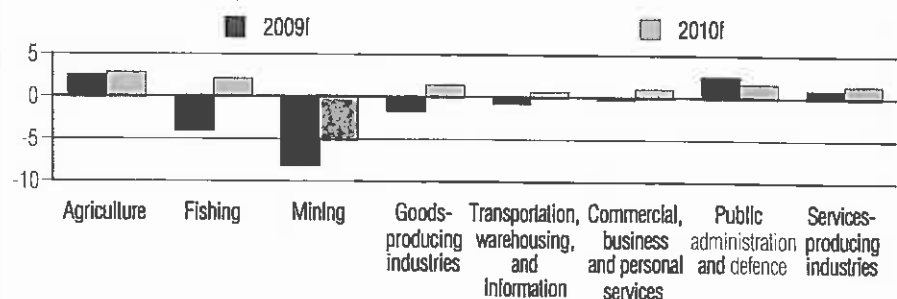 2009f
2010f
5
0
-5
-10
Agriculture
Fishing
Mining
Goods-
producing
industries
Transportation,
warehousing,
and
Information
Commercial,
business
and personal
services
Public
administration
and defence
Services-
producing
industries